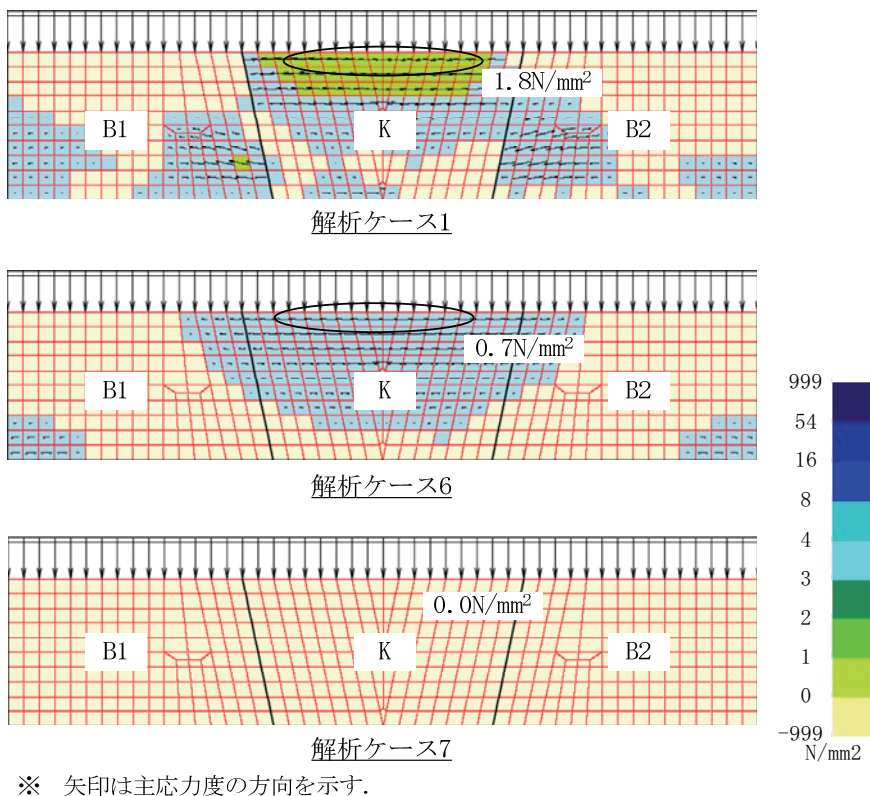 1.8N/mm²
B1 K B2
解析ケース1
0.7N/mm²
B1 K B2
解析ケース6
0.0N/mm²
B1 K B2
解析ケース7
999
54
16
8
4
3
2
1
0
-999
N/mm2
※ 矢印は主応力度の方向を示す.